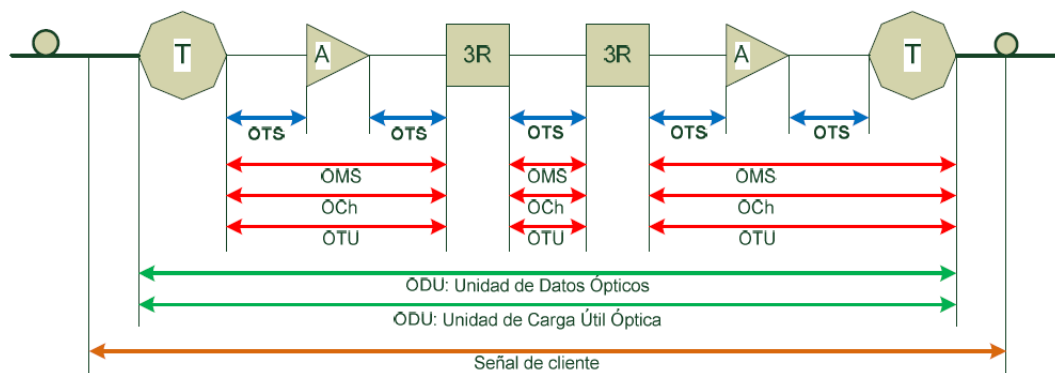 T A 3R 3R A T
OTS OTS OTS OTS OTS
OMS OMS OMS
OCh OCh OCh
OTU OTU OTU
ODU: Unidad de Datos Ópticos
ODU: Unidad de Carga Útil Óptica
Señal de cliente